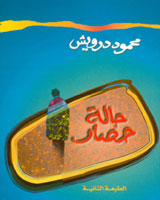 محمود درويش
حالة
حصار
الطبعة الثانية